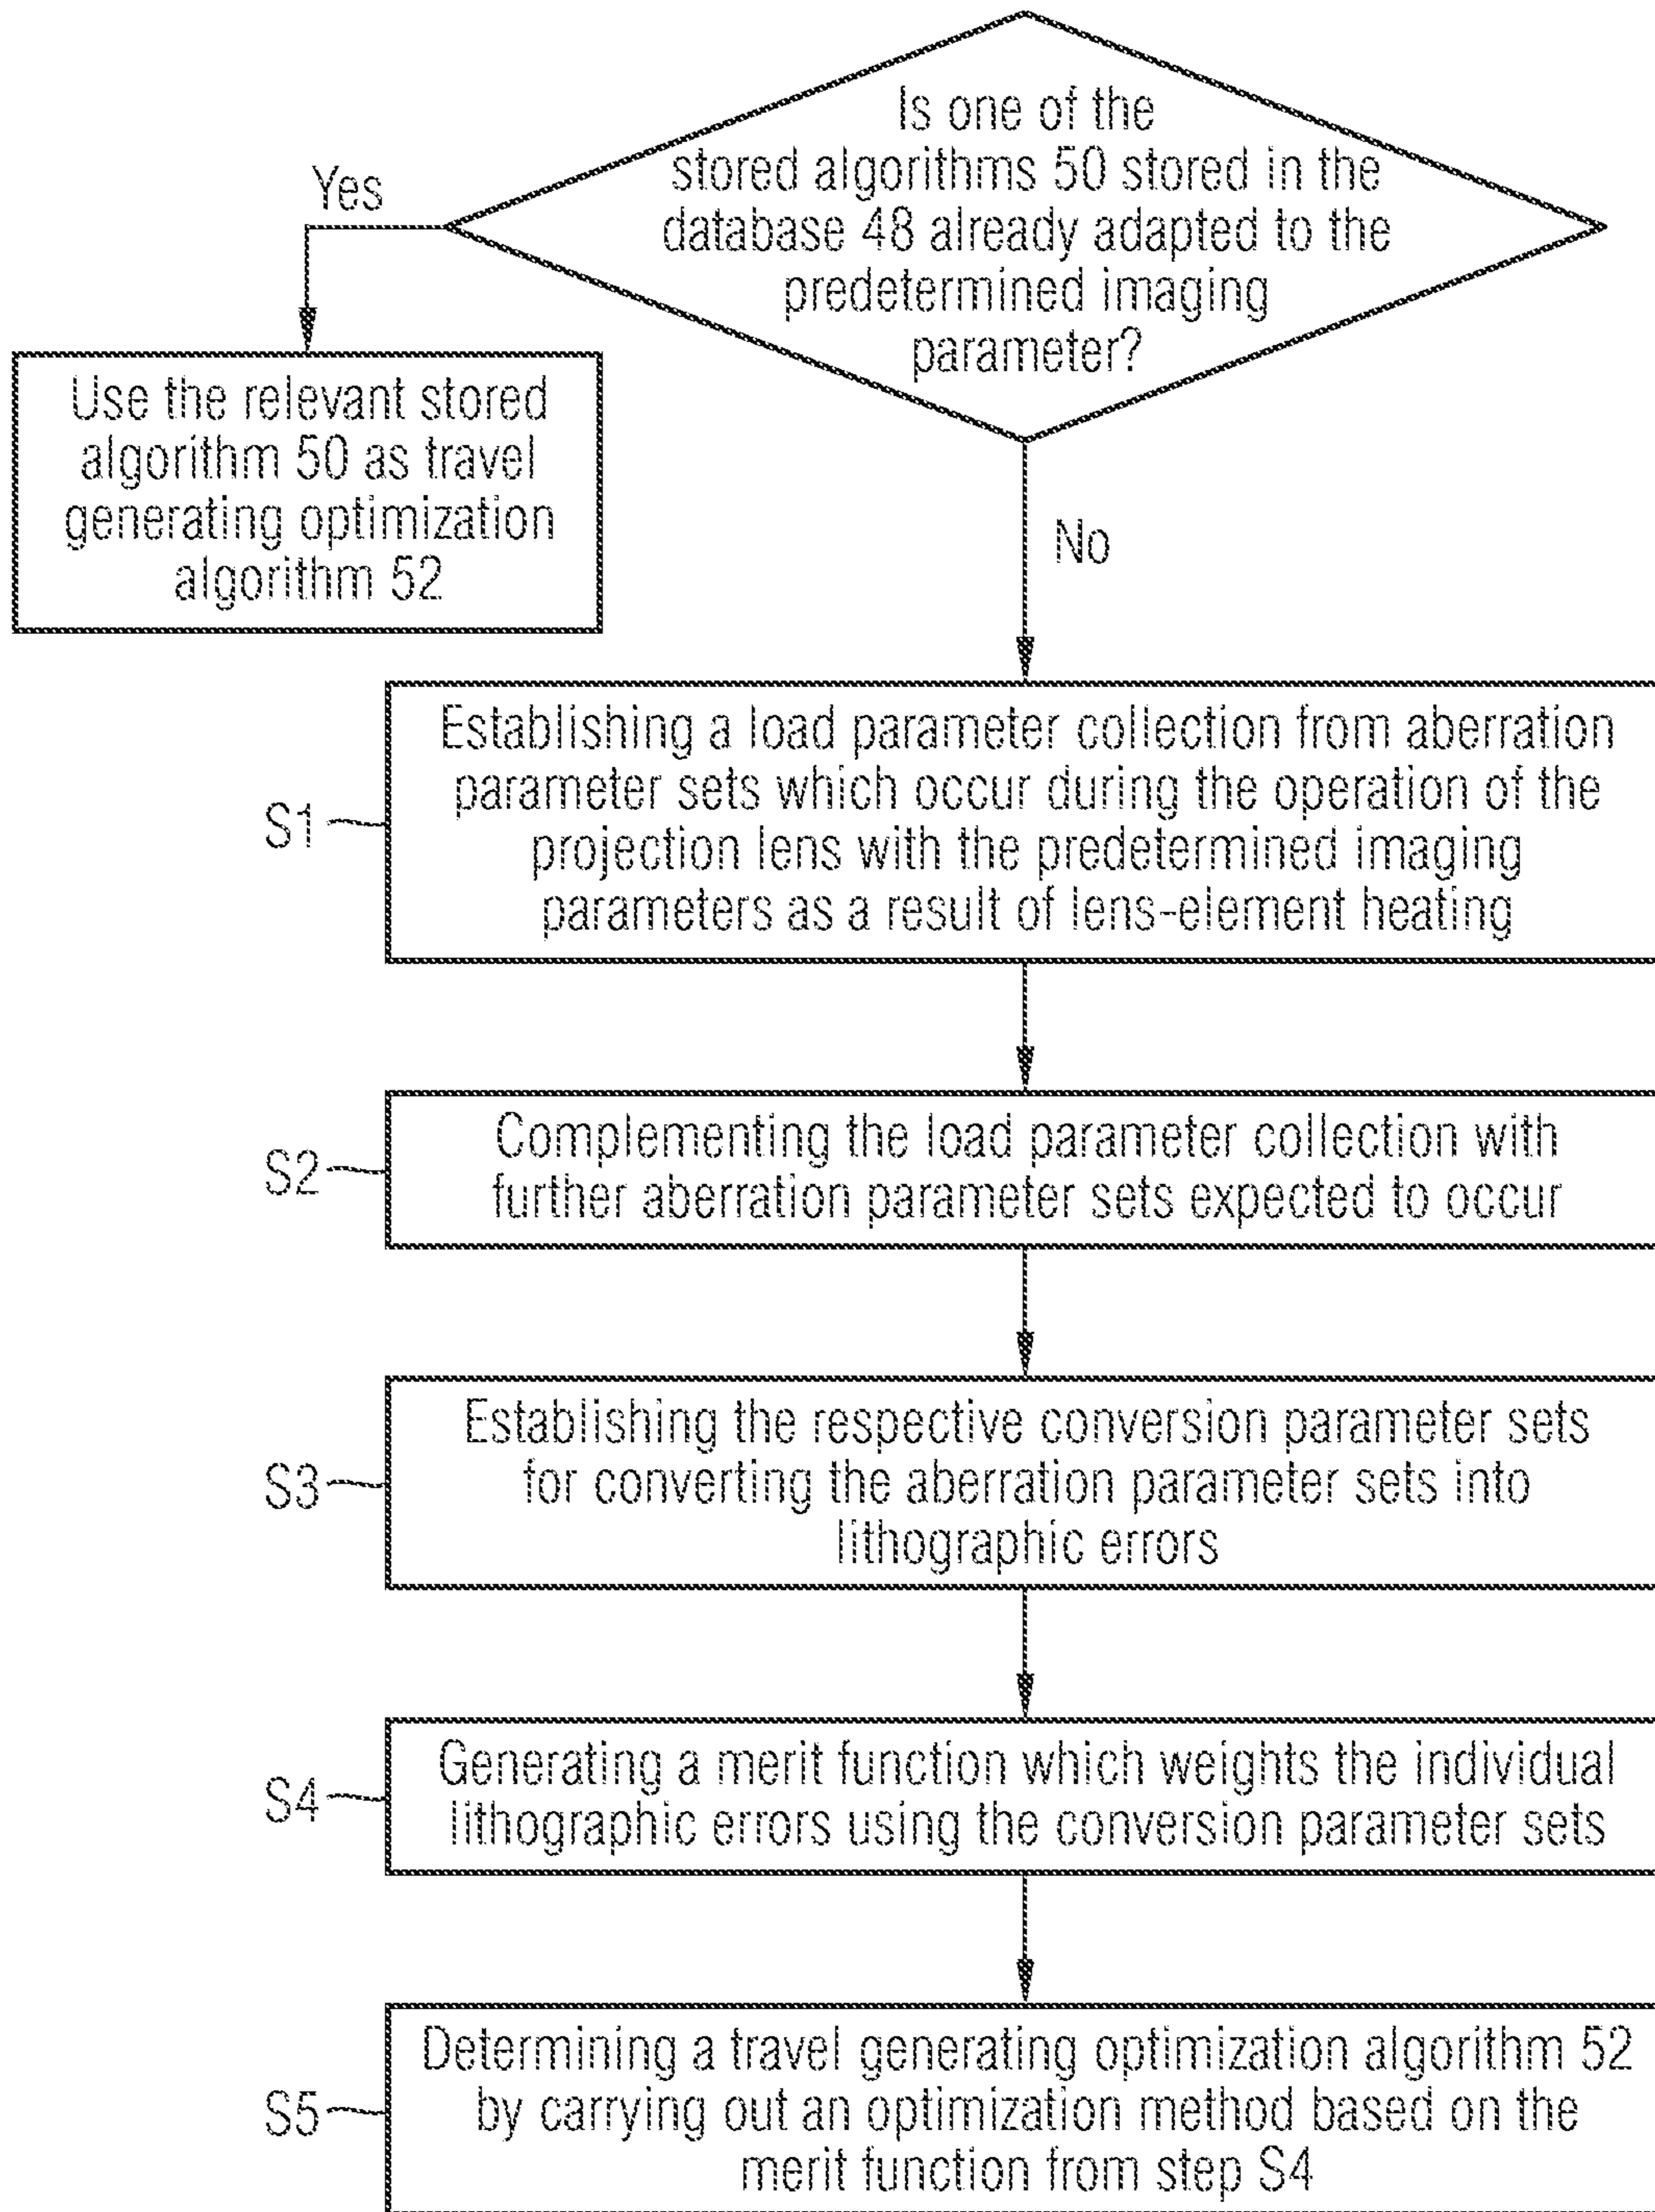 Is one of the
stored algorithms 50 stored in the
database 48 already adapted to the
predetermined imaging
parameter?
Yes
Use the relevant stored
algorithm 50 as travel
generating optimization
algorithm 52
No
S1
Establishing a load parameter collection from aberration
parameter sets which occur during the operation of the
projection lens with the predetermined imaging
parameters as a result of lens-element heating
S2
Complementing the load parameter collection with
further aberration parameter sets expected to occur
S3
Establishing the respective conversion parameter sets
for converting the aberration parameter sets into
lithographic errors
S4
Generating a merit function which weights the individual
lithographic errors using the conversion parameter sets
S5
Determining a travel generating optimization algorithm 52
by carrying out an optimization method based on the
merit function from step S4